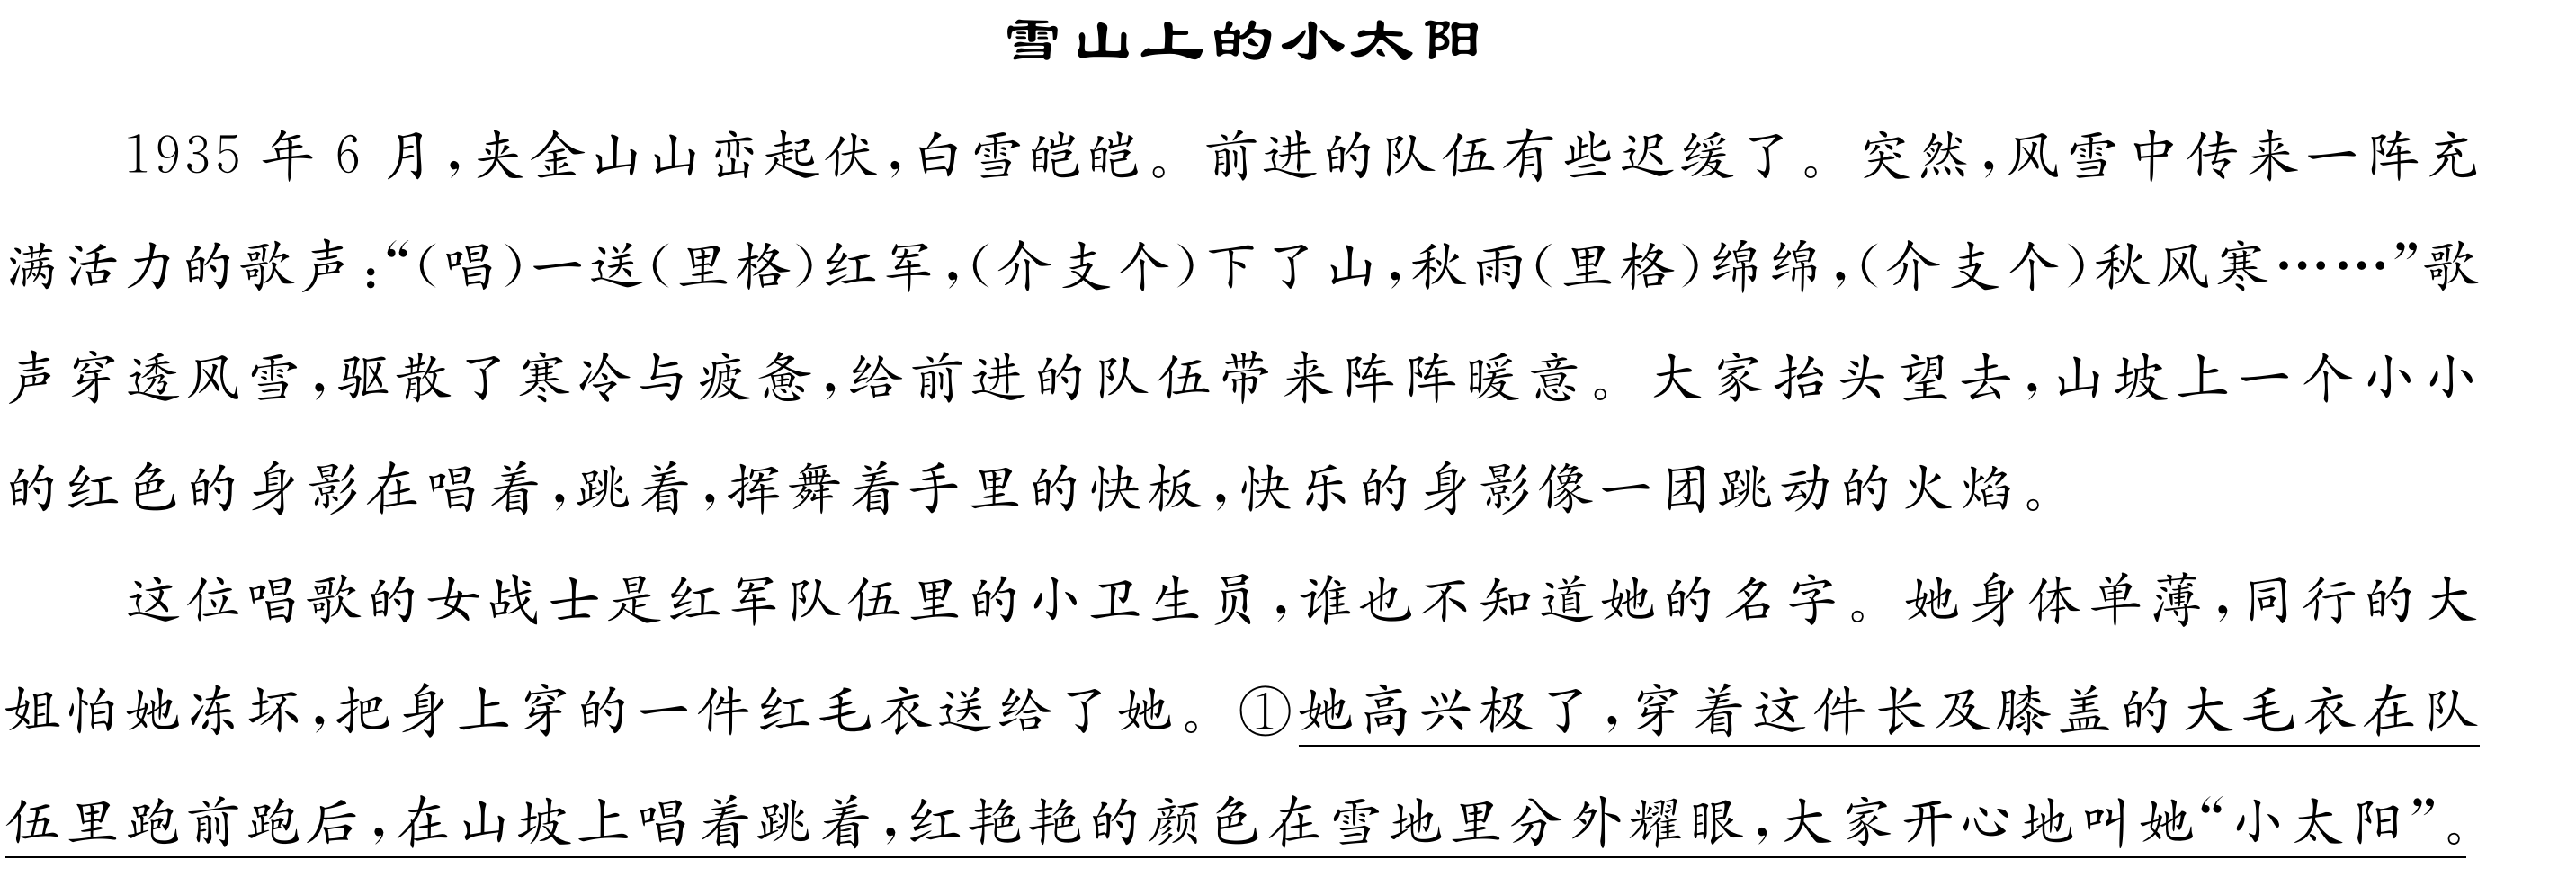 雪山上的小太阳
1935 年 6 月,夹金山山峦起伏,白雪皑皑。前进的队伍有些迟缓了。突然,风雪中传来一阵充
满活力的歌声:“(唱)一送(里格)红军,(介支个)下了山,秋雨(里格)绵绵,(介支个)秋风寒……”歌
声穿透风雪,驱散了寒冷与疲惫,给前进的队伍带来阵阵暖意。大家抬头望去,山坡上一个小小
的红色的身影在唱着,跳着,挥舞着手里的快板,快乐的身影像一团跳动的火焰。
这位唱歌的女战士是红军队伍里的小卫生员,谁也不知道她的名字。她身体单薄,同行的大
姐怕她冻坏,把身上穿的一件红毛衣送给了她。①她高兴极了,穿着这件长及膝盖的大毛衣在队
伍里跑前跑后,在山坡上唱着跳着,红艳艳的颜色在雪地里分外耀眼,大家开心地叫她“小太阳”。